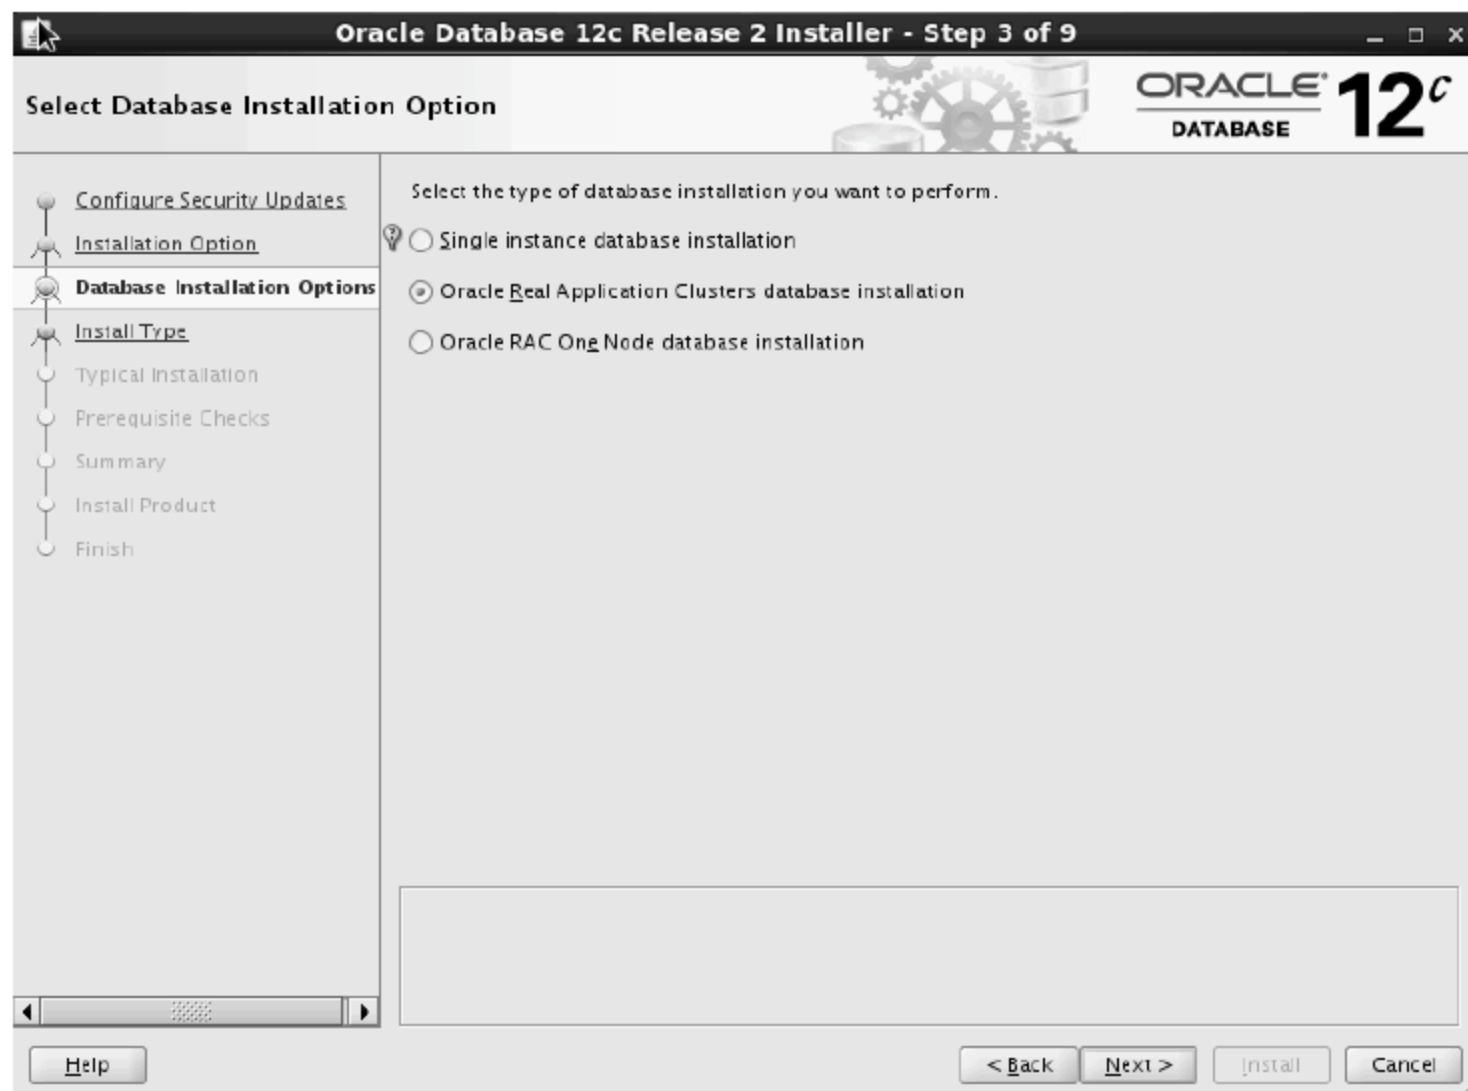 Oracle Database 12c Release 2 Installer - Step 3 of 9
Select Database Installation Option
ORACLE
DATABASE
12c
Configure Security Updates
Installation Option
Database Installation Options
Install Type
Typical Installation
Prerequisite Checks
Summary
Install Product
Finish
Select the type of database installation you want to perform.
Single instance database installation
Oracle Real Application Clusters database installation
Oracle RAC One Node database installation
Help
< Back
Next >
Install
Cancel